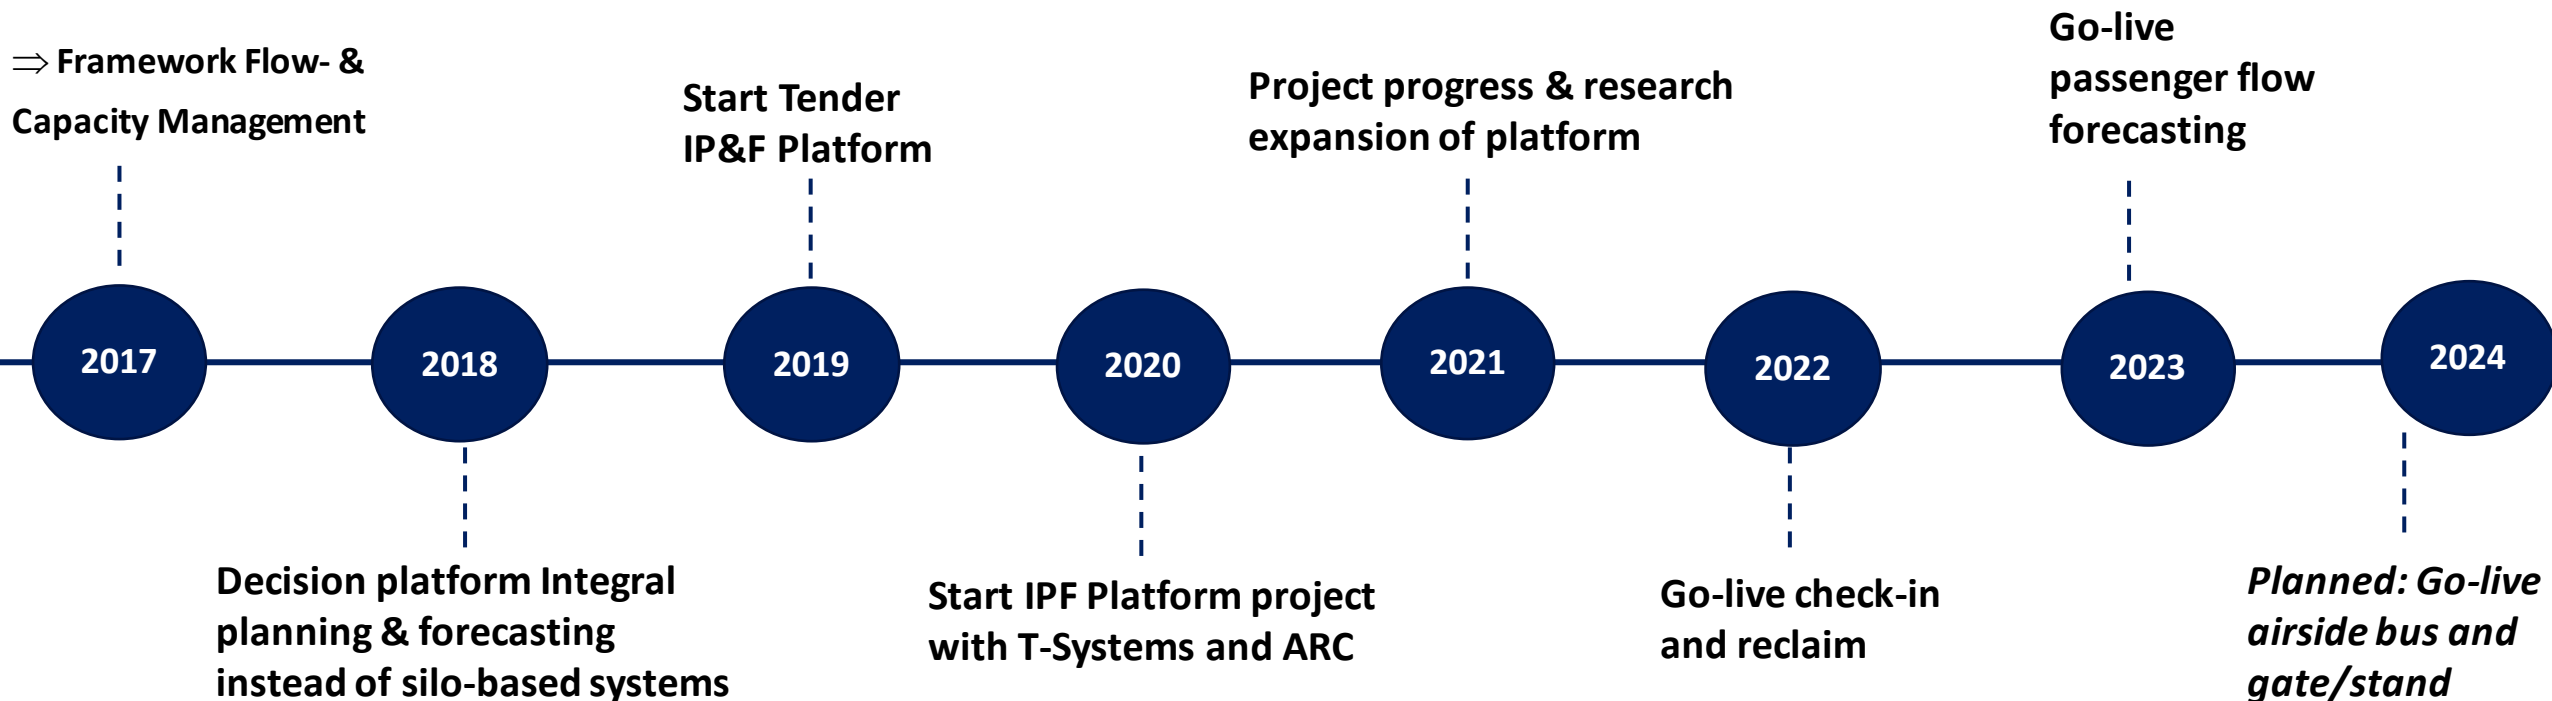 ⇒ Framework Flow- &
Capacity Management
Start Tender
IP&F Platform
Project progress & research
expansion of platform
Go-live
passenger flow
forecasting
2017
2018
2019
2020
2021
2022
2023
2024
Decision platform Integral
planning & forecasting
instead of silo-based systems
Start IPF Platform project
with T-Systems and ARC
Go-live check-in
and reclaim
Planned: Go-live
airside bus and
gate/stand